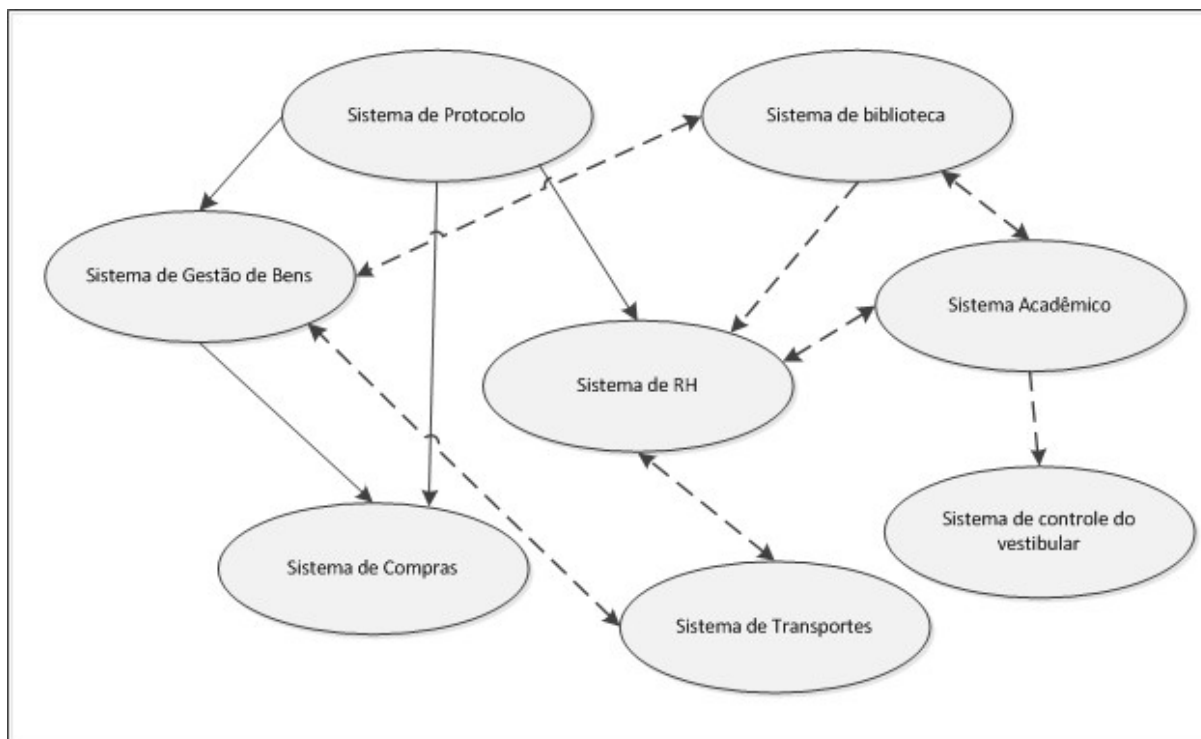 Sistema de Protocolo
Sistema de biblioteca
Sistema de Gestão de Bens
Sistema Acadêmico
Sistema de RH
Sistema de controle do
vestibular
Sistema de Compras
Sistema de Transportes